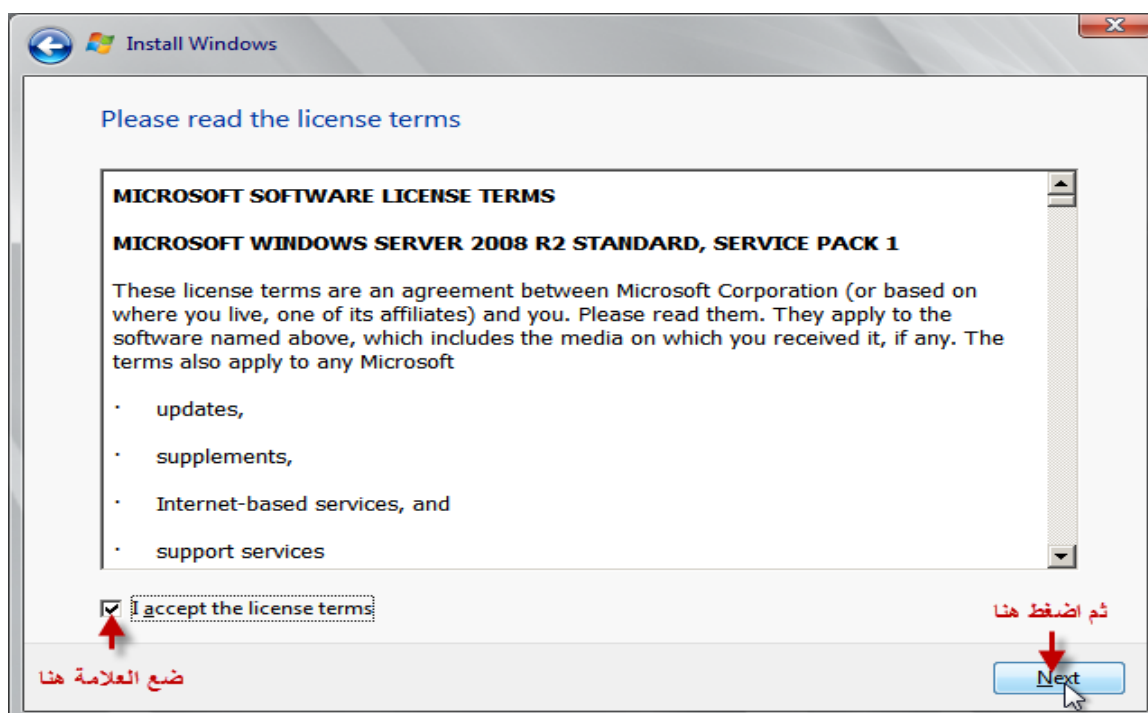 Install Windows
Please read the license terms
MICROSOFT SOFTWARE LICENSE TERMS
MICROSOFT WINDOWS SERVER 2008 R2 STANDARD, SERVICE PACK 1
These license terms are an agreement between Microsoft Corporation (or based on
where you live, one of its affiliates) and you. Please read them. They apply to the
software named above, which includes the media on which you received it, if any. The
terms also apply to any Microsoft
· updates,
· supplements,
· Internet-based services, and
· support services
I accept the license terms
ثم اضغط هنا
ضع العلامة هنا
Next